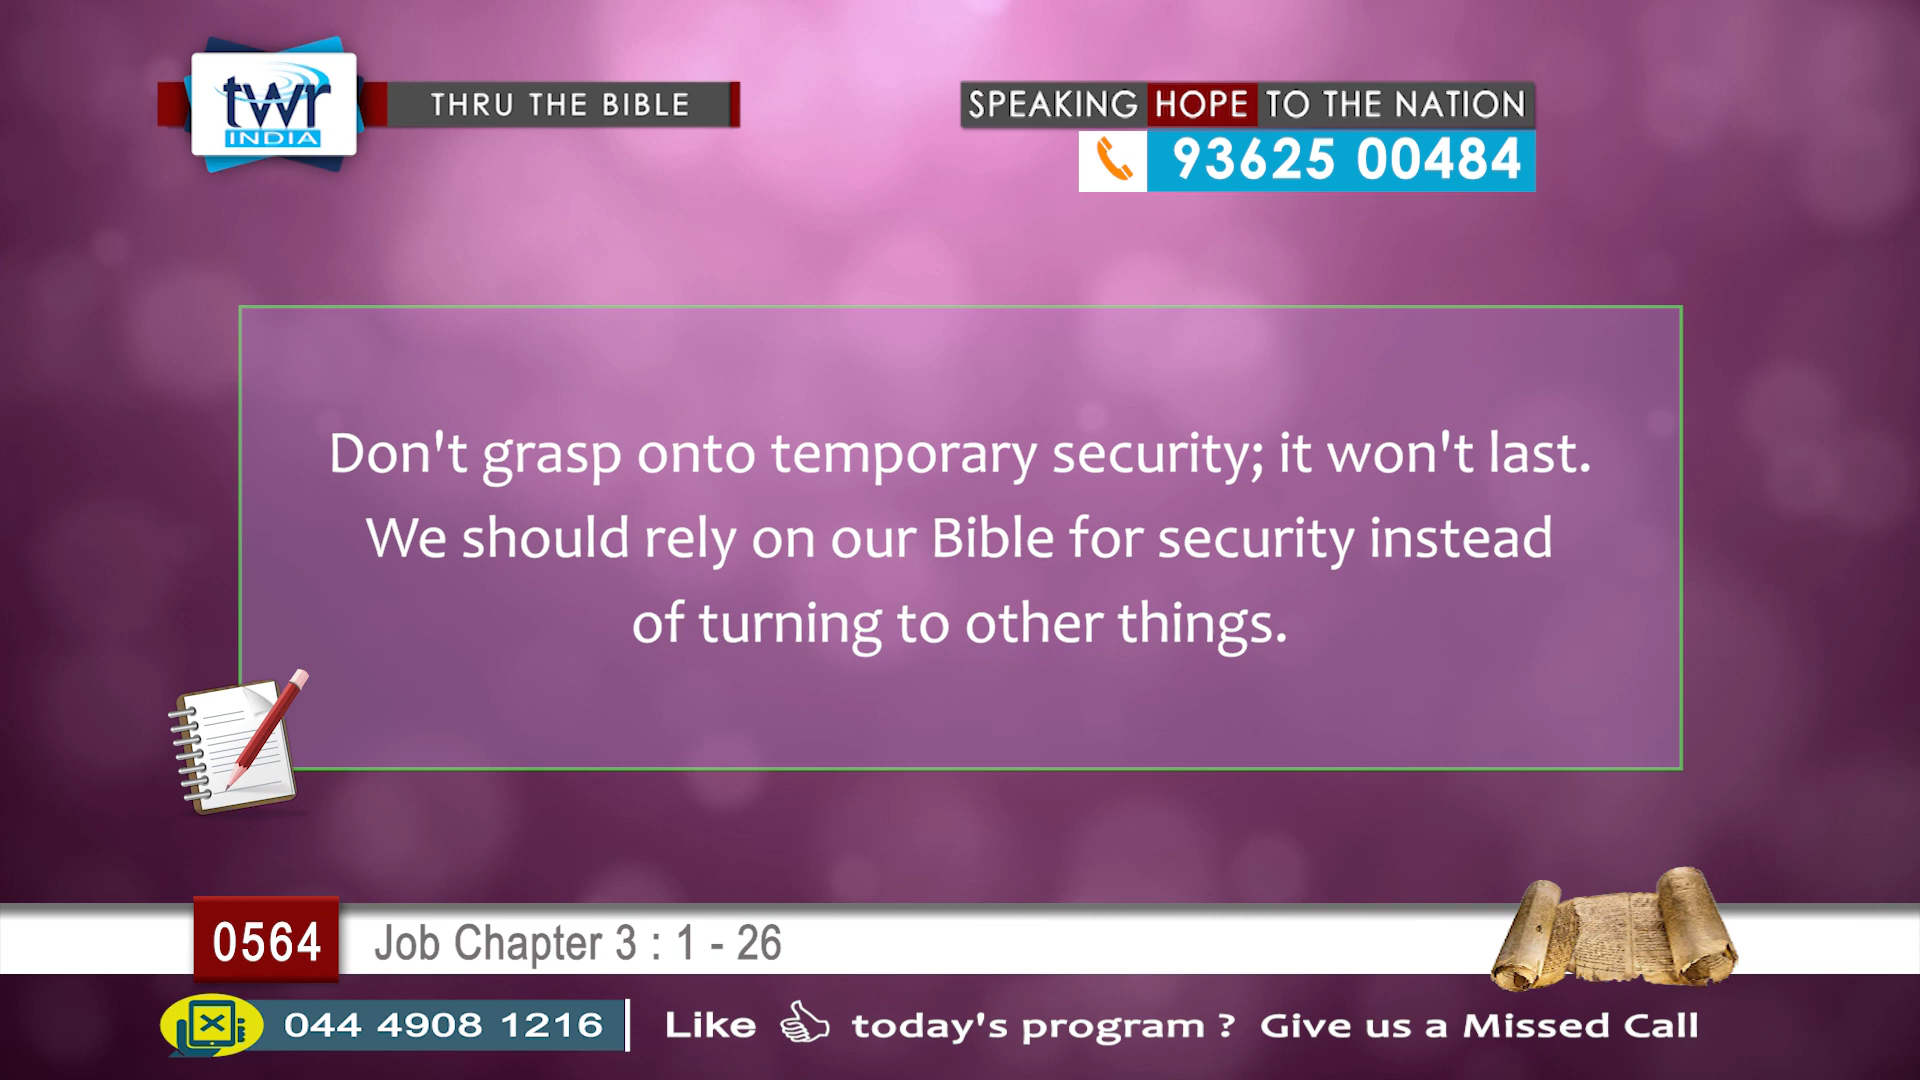 twr
INDIA
THRU THE BIBLE
SPEAKING HOPE TO THE NATION
93625 00484
Don't grasp onto temporary security; it won't last.
We should rely on our Bible for security instead
of turning to other things.
0564
Job Chapter 3 : 1 - 26
044 4908 1216
Like today's program ? Give us a Missed Call